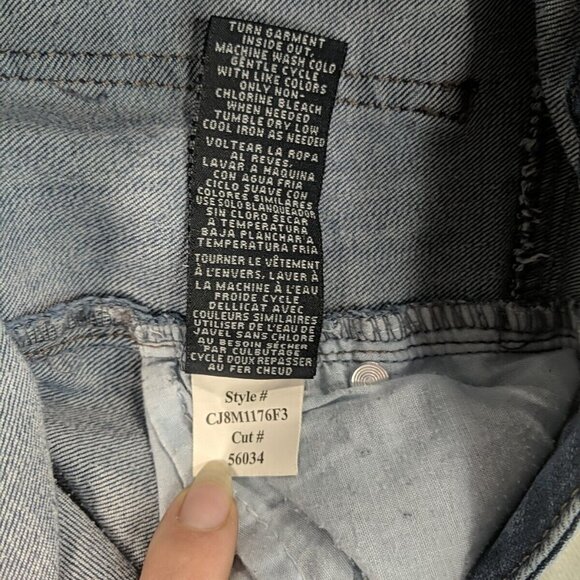 TURN GARMENT
INSIDE OUT.
MACHINE WASH COLD
GENTLE CYCLE
WITH LIKE COLORS
ONLY NON-
CHLORINE BLEACH
WHEN NEEDED
TUMBLE DRY LOW
COOL IRON AS NEEDED
VOLTEAR LA ROPA
AL REVES.
LAVAR A MAQUINA
CON AGUA FRIA
CICLO SUAVE CON
COLORES SIMILARES
USE SOLO BLANQUEADOR
SIN CLORO SECAR
A TEMPERATURA
BAJA PLANCHAR'A
TEMPERATURA FRIA
TOURNER LE VÊTEMENT
À L'ENVERS. LAVER À
LA MACHINE À L'EAU
FROIDE CYCLE
DELLICAT AVEC
COULEURS SIMILAIRES
UTILISER DE L'EAU DE
JAVEL SANS CHLORE
AU BESOIN SÉCHER
PAR CULBUTAGE
CYCLE DOUX REPASSER
AU FER CHEUD
Style #
CJ8M1176F3
Cut #
56034